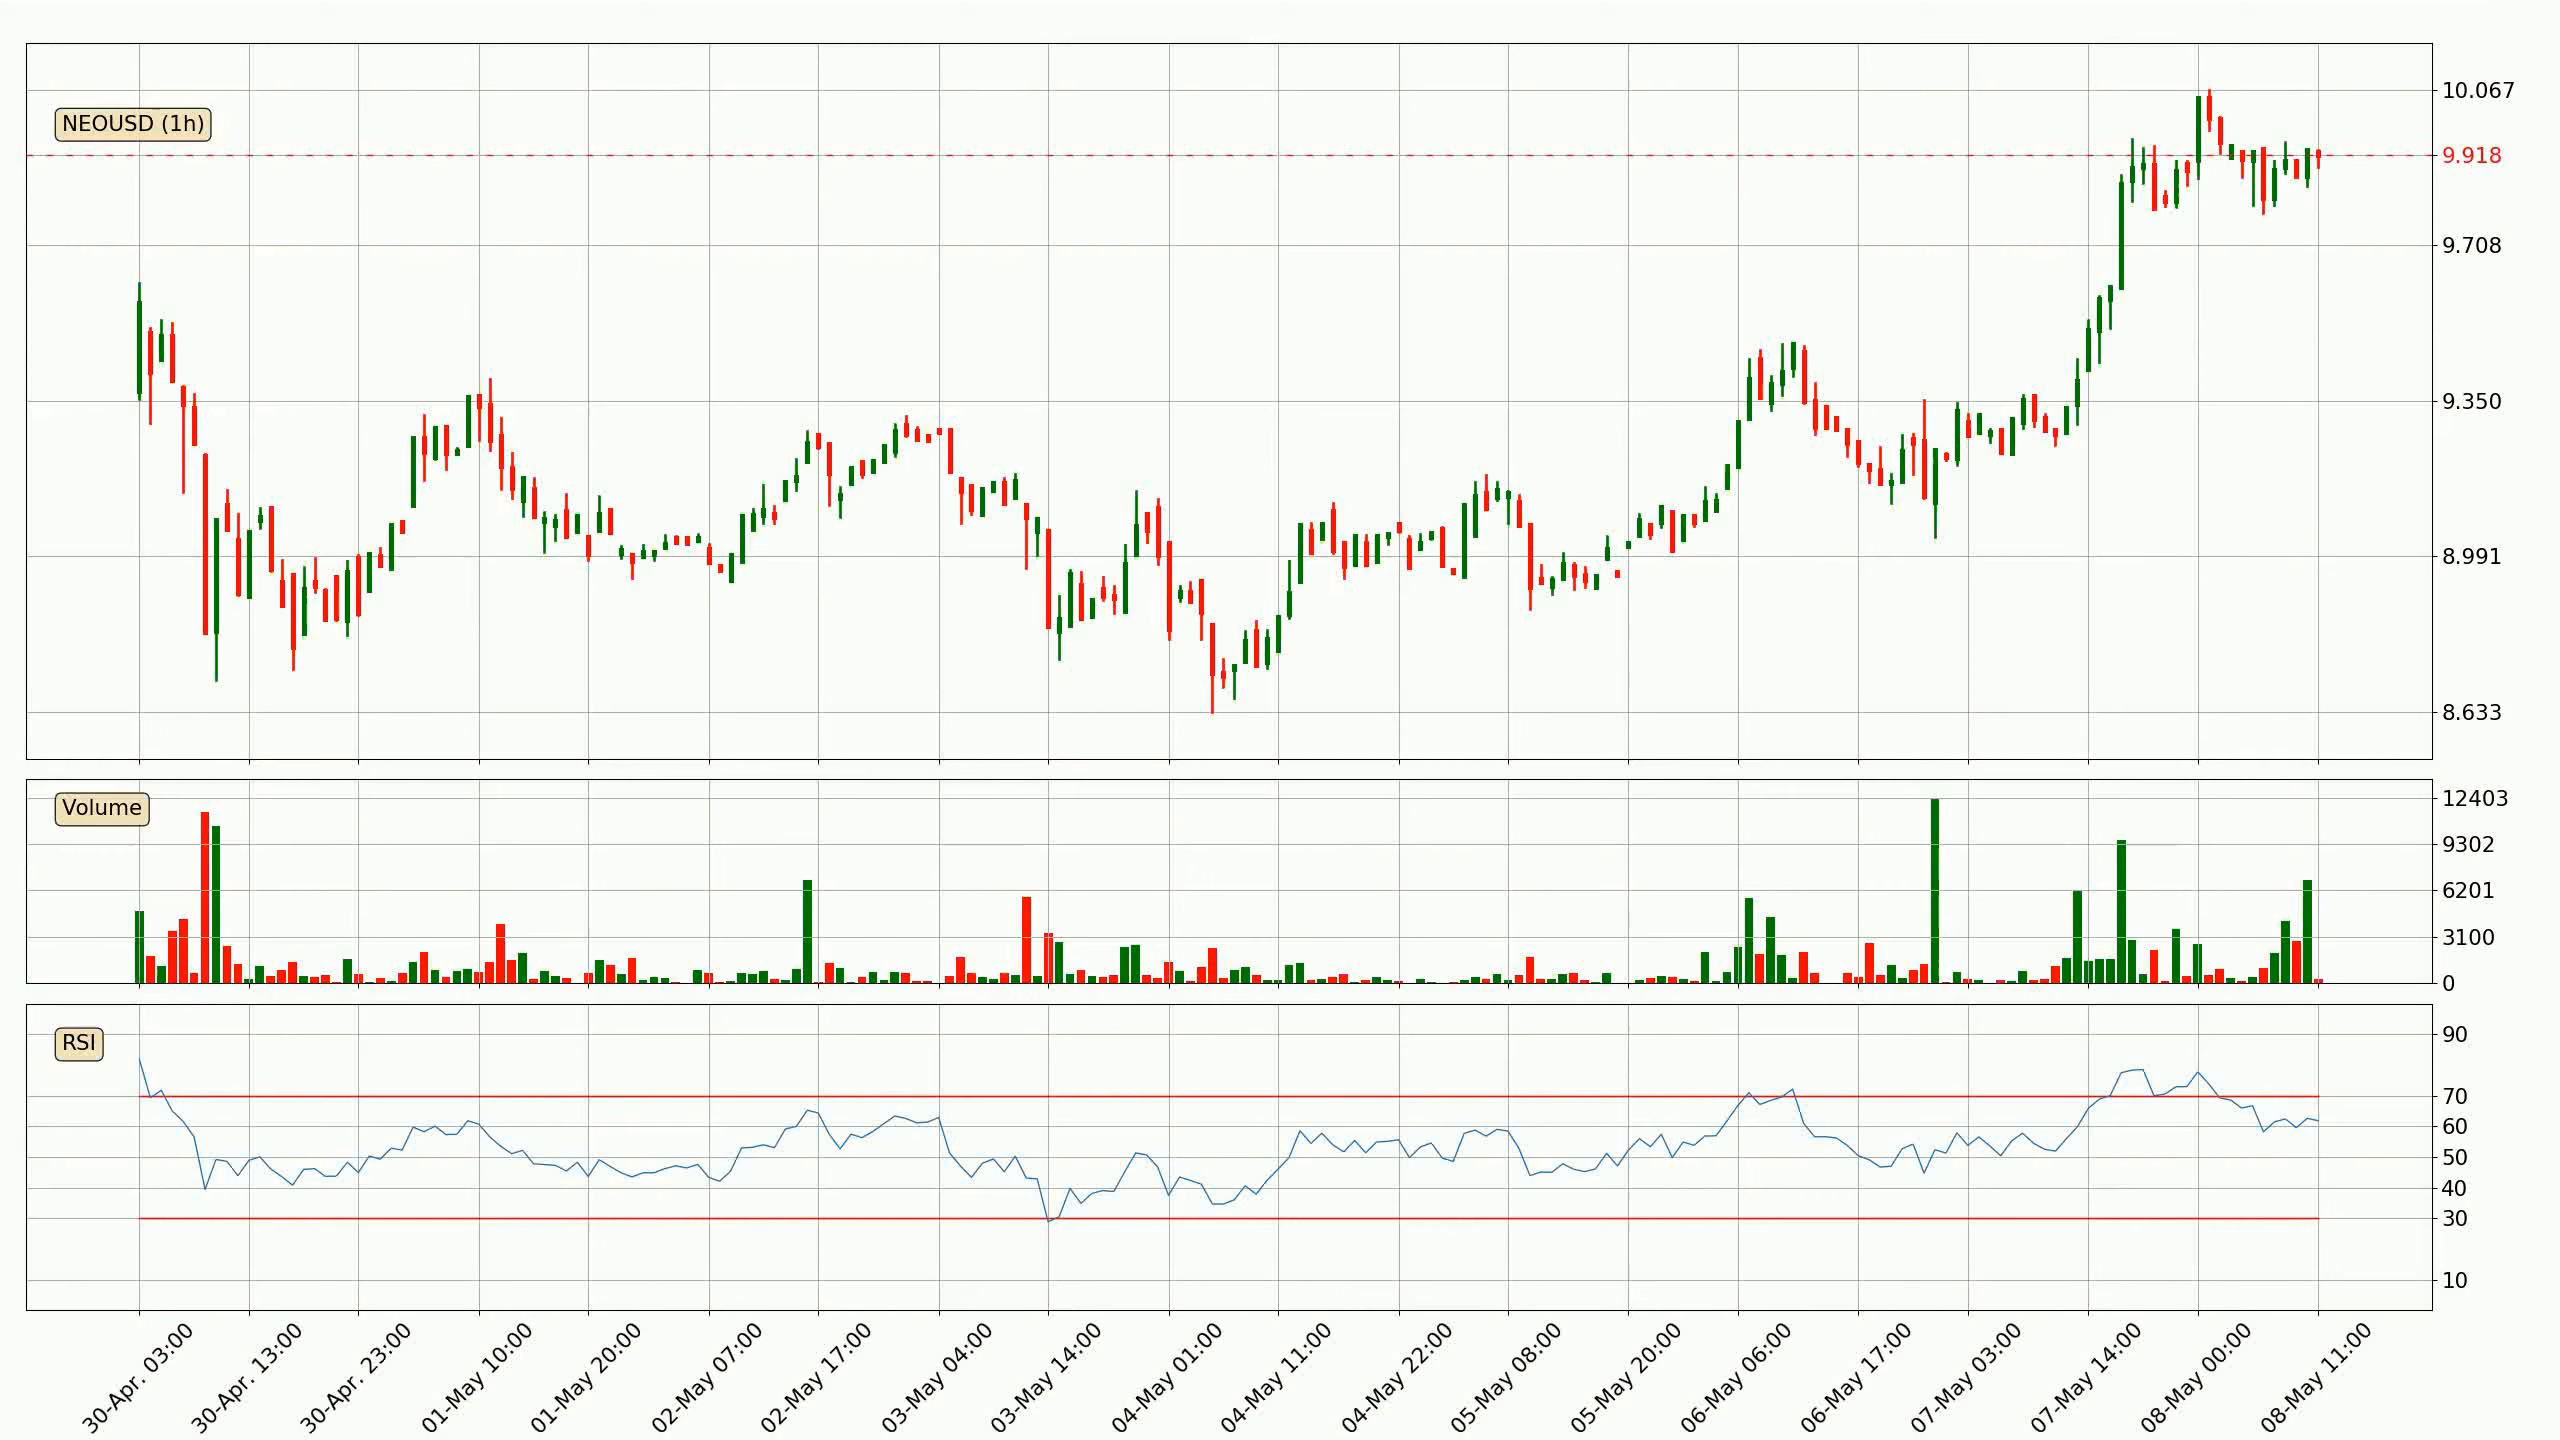 NEOUSD (1h)
10.067
9.918
9.708
9.350
8.991
8.633
Volume
12403
9302
6201
3100
0
RSI
90
70
60
50
40
30
10
30-Apr. 03:00
30-Apr. 13:00
30-Apr. 23:00
01-May 10:00
01-May 20:00
02-May 07:00
02-May 17:00
03-May 04:00
03-May 14:00
04-May 01:00
04-May 11:00
04-May 22:00
05-May 08:00
05-May 20:00
06-May 06:00
06-May 17:00
07-May 03:00
07-May 14:00
08-May 00:00
08-May 11:00